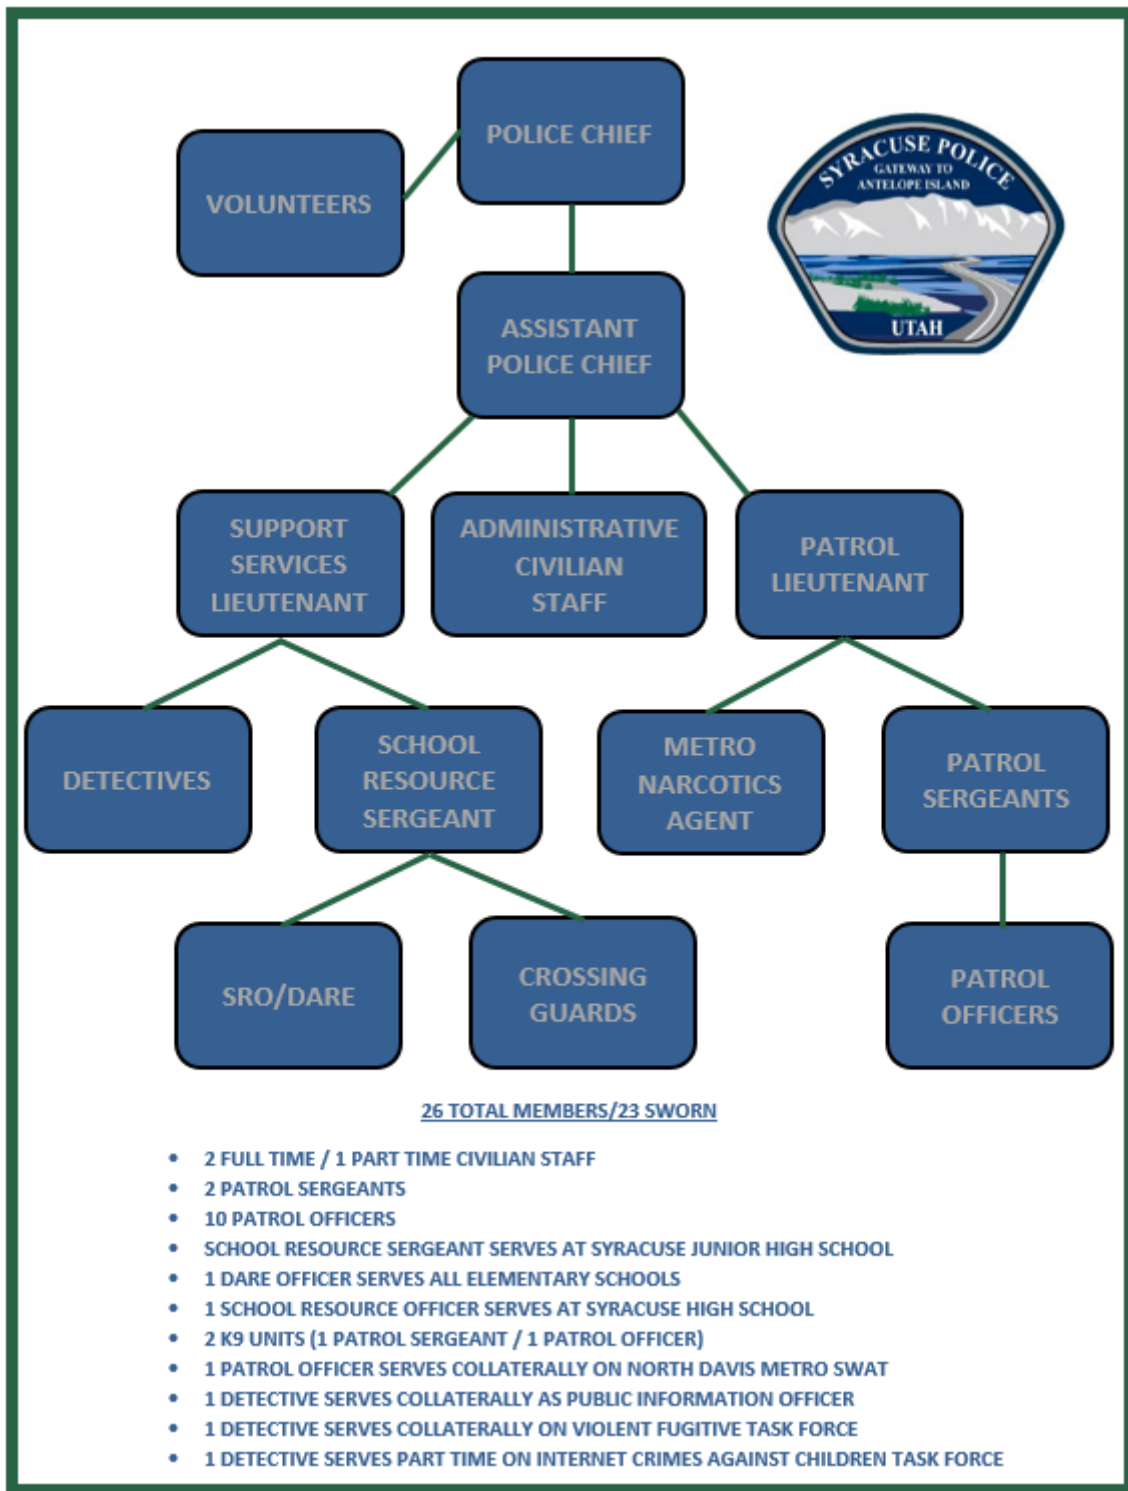 POLICE CHIEF
VOLUNTEERS
SYRACUSE POLICE
GATEWAY TO
ANTELOPE ISLAND
UTAH
ASSISTANT
POLICE CHIEF
SUPPORT
SERVICES
LIEUTENANT
ADMINISTRATIVE
CIVILIAN
STAFF
PATROL
LIEUTENANT
DETECTIVES
SCHOOL
RESOURCE
SERGEANT
METRO
NARCOTICS
AGENT
PATROL
SERGEANTS
SRO/DARE
CROSSING
GUARDS
PATROL
OFFICERS
26 TOTAL MEMBERS/23 SWORN
• 2 FULL TIME / 1 PART TIME CIVILIAN STAFF
• 2 PATROL SERGEANTS
• 10 PATROL OFFICERS
• SCHOOL RESOURCE SERGEANT SERVES AT SYRACUSE JUNIOR HIGH SCHOOL
• 1 DARE OFFICER SERVES ALL ELEMENTARY SCHOOLS
• 1 SCHOOL RESOURCE OFFICER SERVES AT SYRACUSE HIGH SCHOOL
• 2 K9 UNITS (1 PATROL SERGEANT / 1 PATROL OFFICER)
• 1 PATROL OFFICER SERVES COLLATERALLY ON NORTH DAVIS METRO SWAT
• 1 DETECTIVE SERVES COLLATERALLY AS PUBLIC INFORMATION OFFICER
• 1 DETECTIVE SERVES COLLATERALLY ON VIOLENT FUGITIVE TASK FORCE
• 1 DETECTIVE SERVES PART TIME ON INTERNET CRIMES AGAINST CHILDREN TASK FORCE